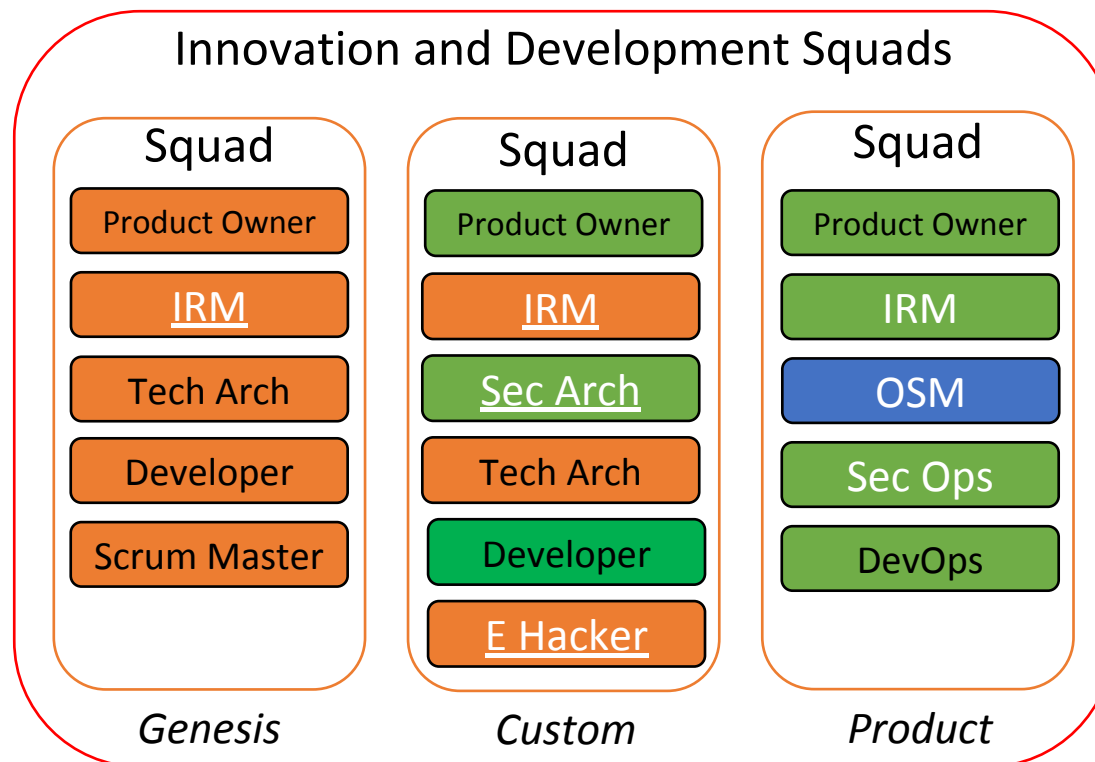 Innovation and Development Squads
Squad
Product Owner
IRM
Tech Arch
Developer
Scrum Master
Genesis
Squad
Product Owner
IRM
Sec Arch
Tech Arch
Developer
E Hacker
Custom
Squad
Product Owner
IRM
OSM
Sec Ops
DevOps
Product